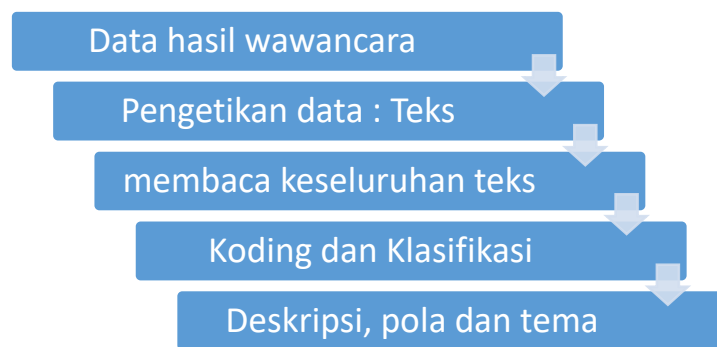 Data hasil wawancara
Pengetikan data : Teks
membaca keseluruhan teks
Koding dan Klasifikasi
Deskripsi, pola dan tema